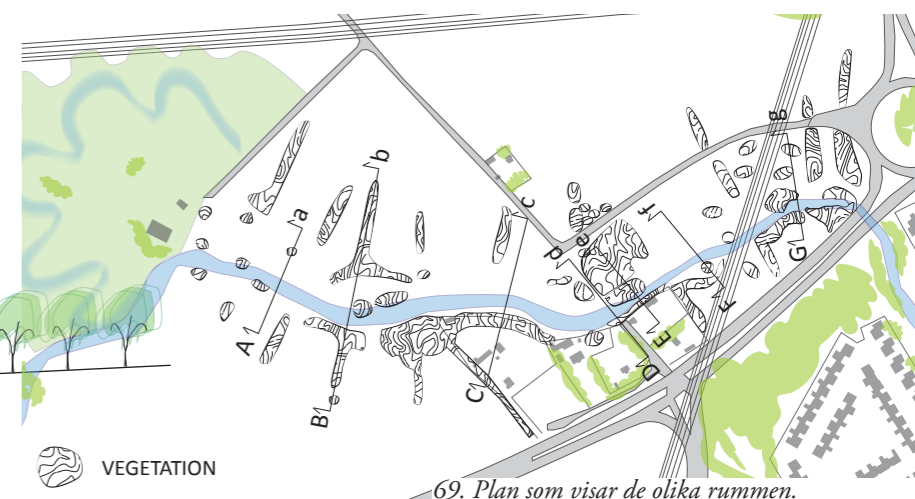 g
b
a
c
f
e
d
G
A
F
E
D
C
B
VEGETATION
69. Plan som visar de olika rummen.